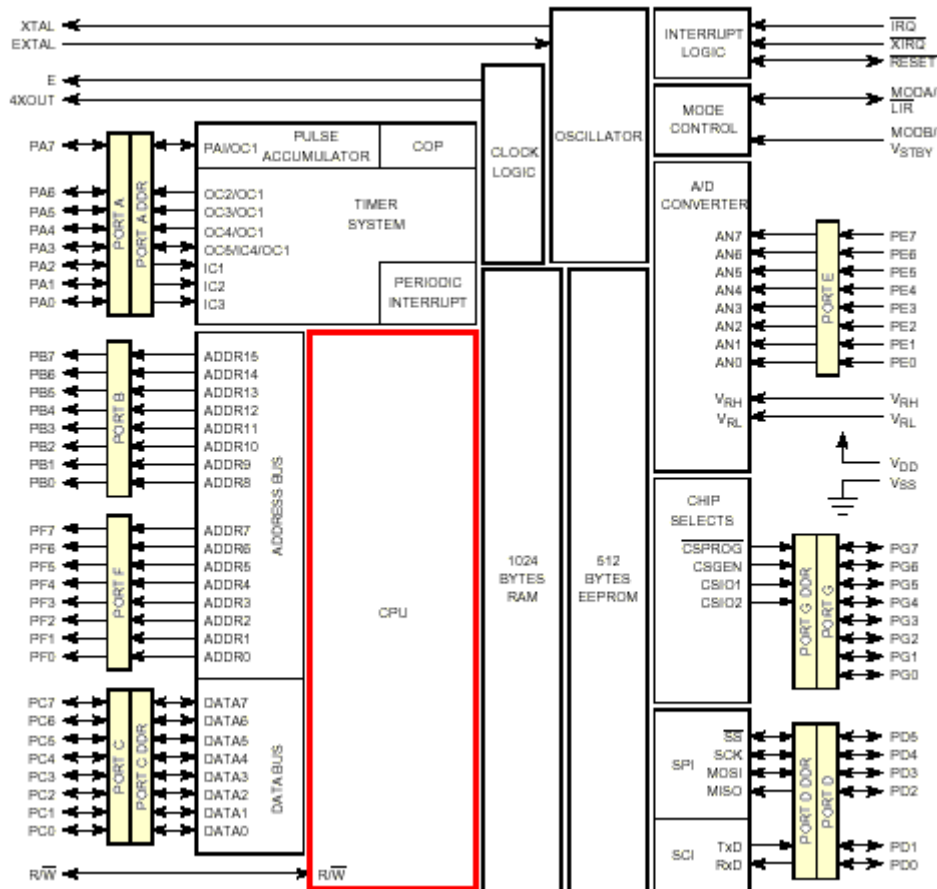 XTAL
EXTAL
E
4XOUT
PA7
PA6
PA5
PA4
PA3
PA2
PA1
PA0
PORT A
PORT A DDR
PAI/OC1
PULSE
ACCUMULATOR
COP
OC2/OC1
OC3/OC1
OC4/OC1
OC5/IC4/OC1
IC1
IC2
IC3
TIMER
SYSTEM
PERIODIC
INTERRUPT
CLOCK
LOGIC
OSCILLATOR
INTERRUPT
LOGIC
IRQ
XIRQ
RESET
MODE
CONTROL
MODA/
LIR
MODB/
VSTBY
A/D
CONVERTER
AN7
AN6
AN5
AN4
AN3
AN2
AN1
AN0
VRH
VRL
PORT E
PE7
PE6
PE5
PE4
PE3
PE2
PE1
PE0
VRH
VRL
VDD
VSS
PB7
PB6
PB5
PB4
PB3
PB2
PB1
PB0
PORT B
ADDR15
ADDR14
ADDR13
ADDR12
ADDR11
ADDR10
ADDR9
ADDR8
ADDRESS BUS
PF7
PF6
PF5
PF4
PF3
PF2
PF1
PF0
PORT F
ADDR7
ADDR6
ADDR5
ADDR4
ADDR3
ADDR2
ADDR1
ADDR0
PC7
PC6
PC5
PC4
PC3
PC2
PC1
PC0
PORT C
PORT C DDR
DATA7
DATA6
DATA5
DATA4
DATA3
DATA2
DATA1
DATA0
DATA BUS
R/W
R/W
CPU
1024
BYTES
RAM
512
BYTES
EEPROM
CHIP
SELECTS
CSPROG
CSGEN
CSIO1
CSIO2
PORT G DDR
PORT G
PG7
PG6
PG5
PG4
PG3
PG2
PG1
PG0
SPI
SS
SCK
MOSI
MISO
SCI
TxD
RxD
PORT D DDR
PORT D
PD5
PD4
PD3
PD2
PD1
PD0